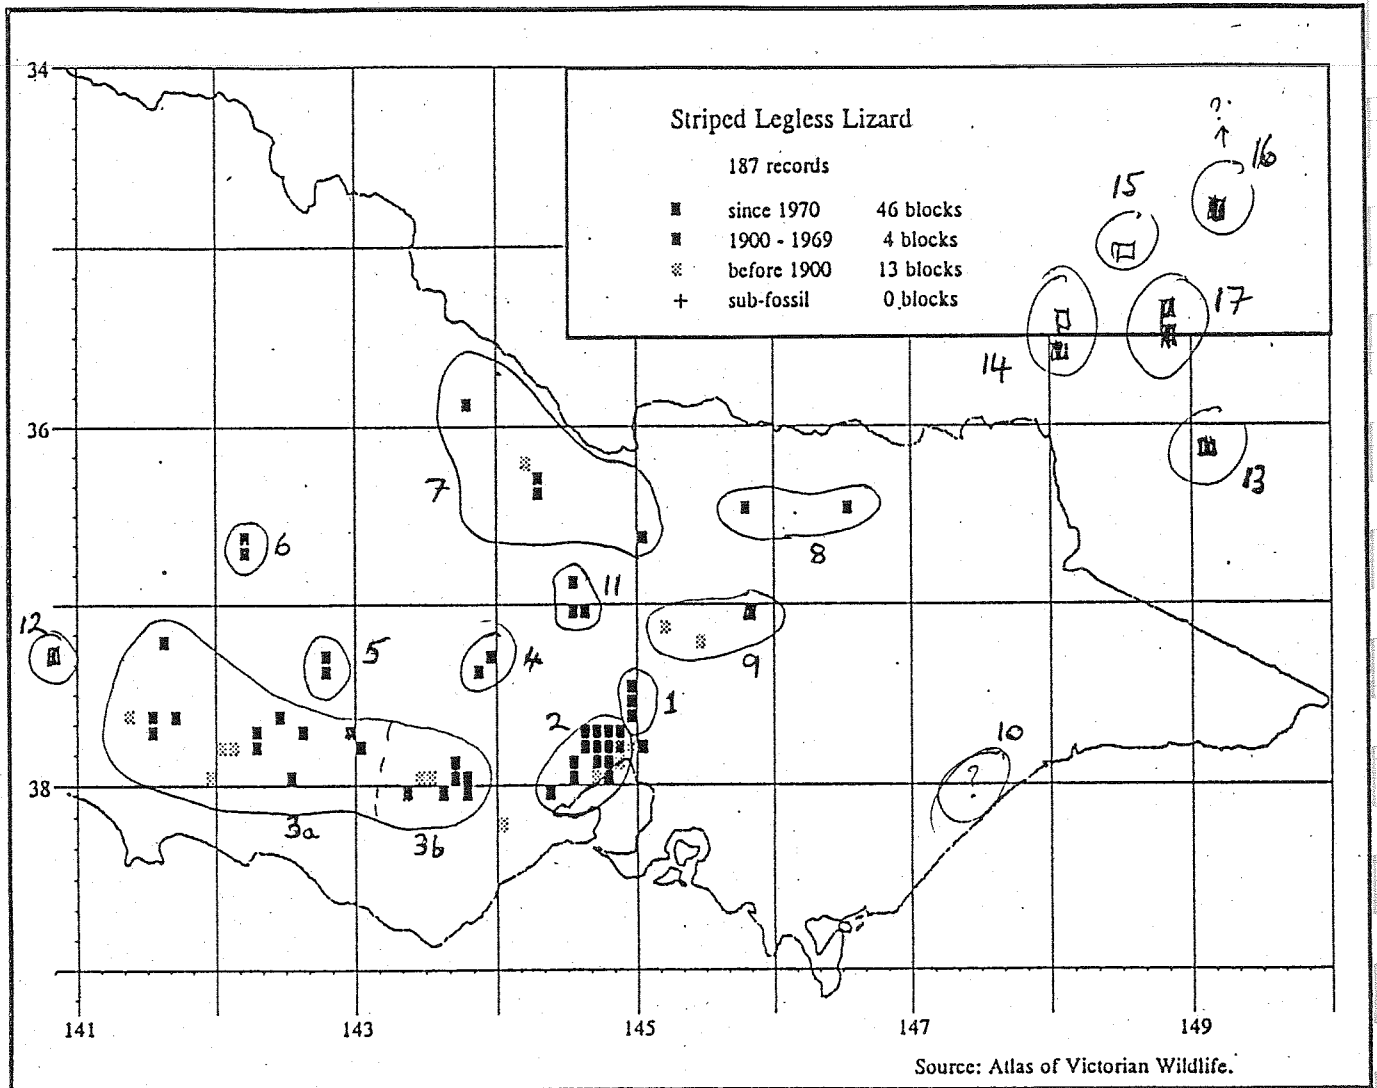 34
Striped Legless Lizard
187 records
since 1970 46 blocks
1900 - 1969 4 blocks
before 1900 13 blocks
+ sub-fossil 0 blocks
?
16
15
17
14
36
13
7
8
6
11
12
5
4
9
1
2
10
?
38
3a
3b
141 143 145 147 149
Source: Atlas of Victorian Wildlife.